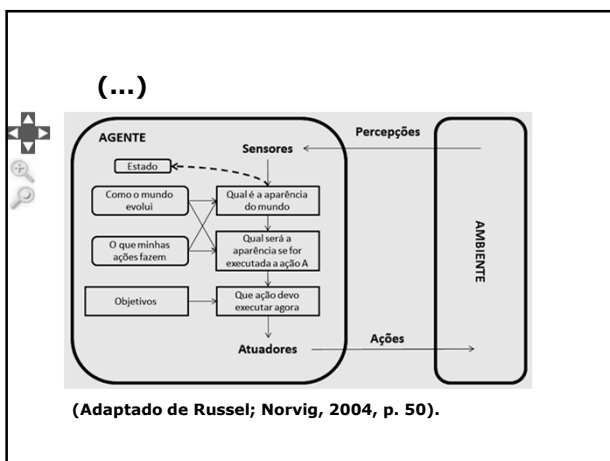 (...)
AGENTE
Sensores
Percepções
Estado
Como o mundo
evolui
Qual é a aparência
do mundo
O que minhas
ações fazem
Qual será a
aparência se for
executada a ação A
Objetivos
Que ação devo
executar agora
Atuadores
Ações
AMBIENTE
(Adaptado de Russel; Norvig, 2004, p. 50).